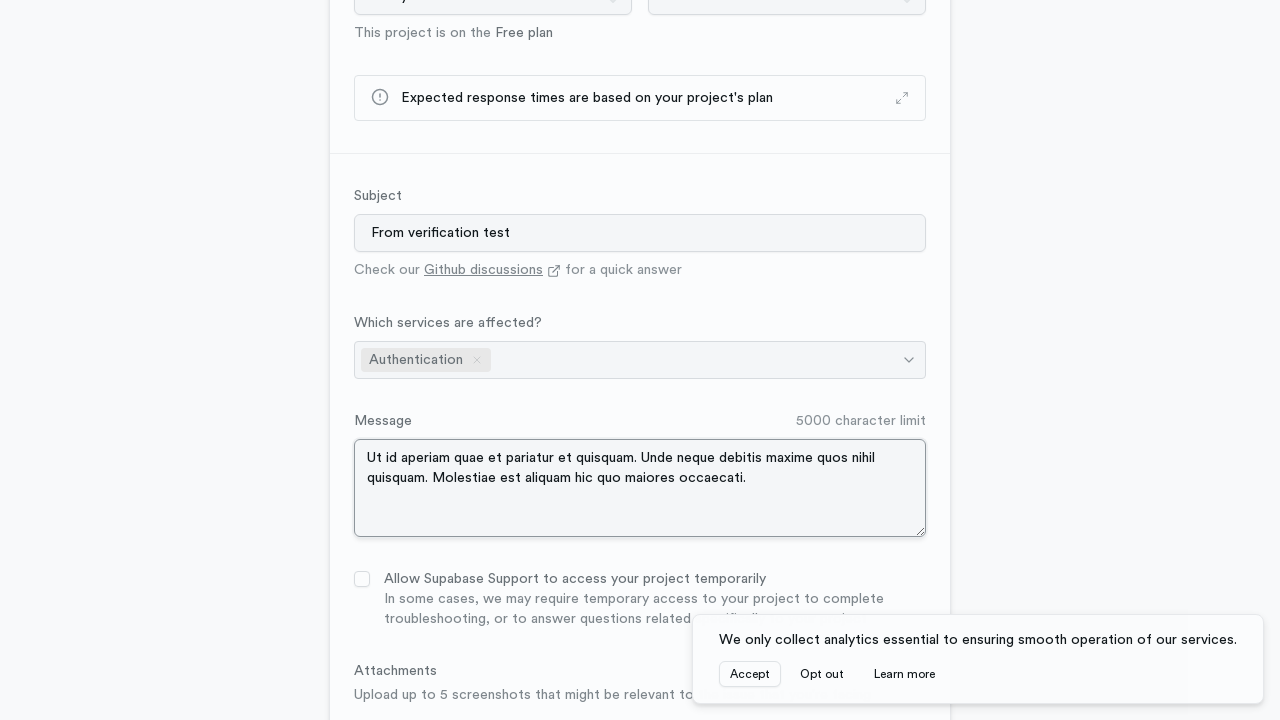 This project is on the Free plan
Expected response times are based on your project's plan
Subject
From verification test
Check our Github discussions for a quick answer
Which services are affected?
Authentication
Message
5000 character limit
Ut id aperiam quae et pariatur et quisquam. Unde neque debitis maxime quos nihil
quisquam. Molestiae est aliquam hic quo maiores occaecati.
Allow Supabase Support to access your project temporarily
In some cases, we may require temporary access to your project to complete
troubleshooting, or to answer questions related
We only collect analytics essential to ensuring smooth operation of our services.
Accept
Opt out
Learn more
Attachments
Upload up to 5 screenshots that might be relevant to